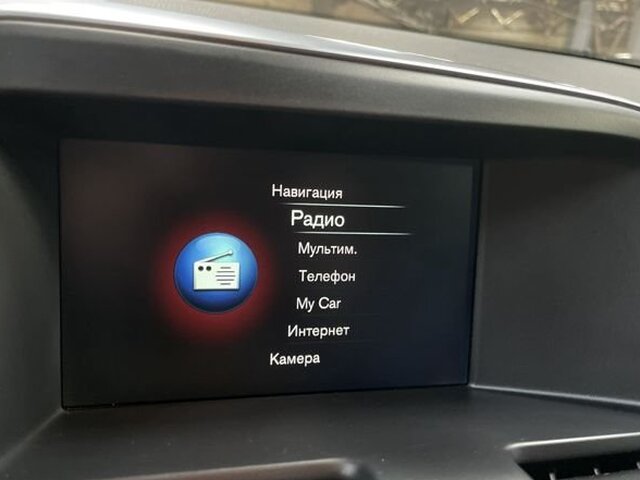 Навигация
Радио
Мультим.
Телефон
My Car
Интернет
Камера